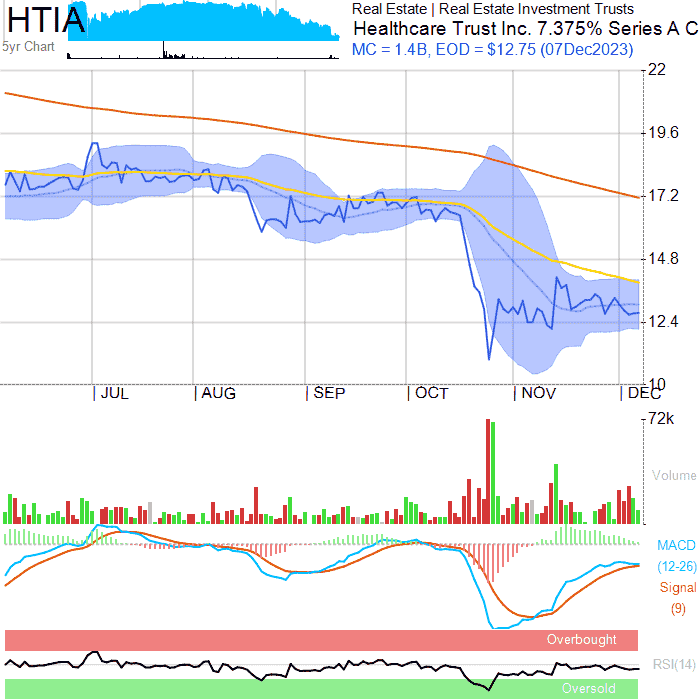 HTIA
5yr Chart
Real Estate | Real Estate Investment Trusts
Healthcare Trust Inc. 7.375% Series A C
MC = 1.4B, EOD = $12.75 (07Dec2023)
22
19.6
17.2
14.8
12.4
10
JUL AUG SEP OCT NOV DEC
72k
Volume
MACD
(12-26)
Signal
(9)
Overbought
RSI(14)
Oversold